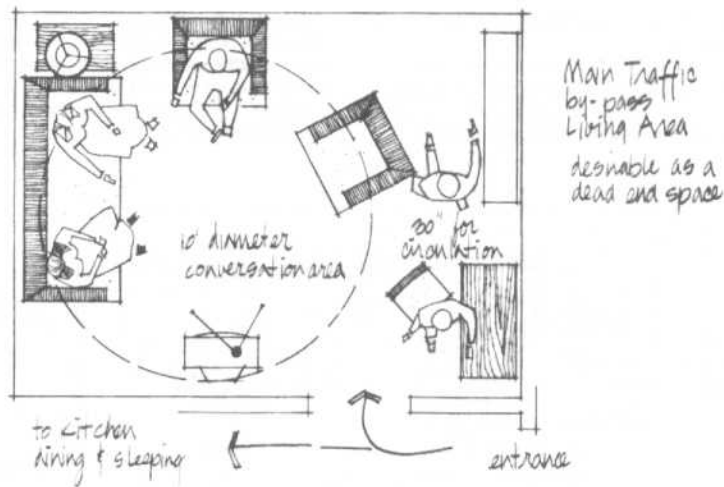 Main Traffic
by-pass
Living Area
desirable as a
dead end space
10' diameter
conversation area
30" for
circulation
to kitchen
dining & sleeping
entrance